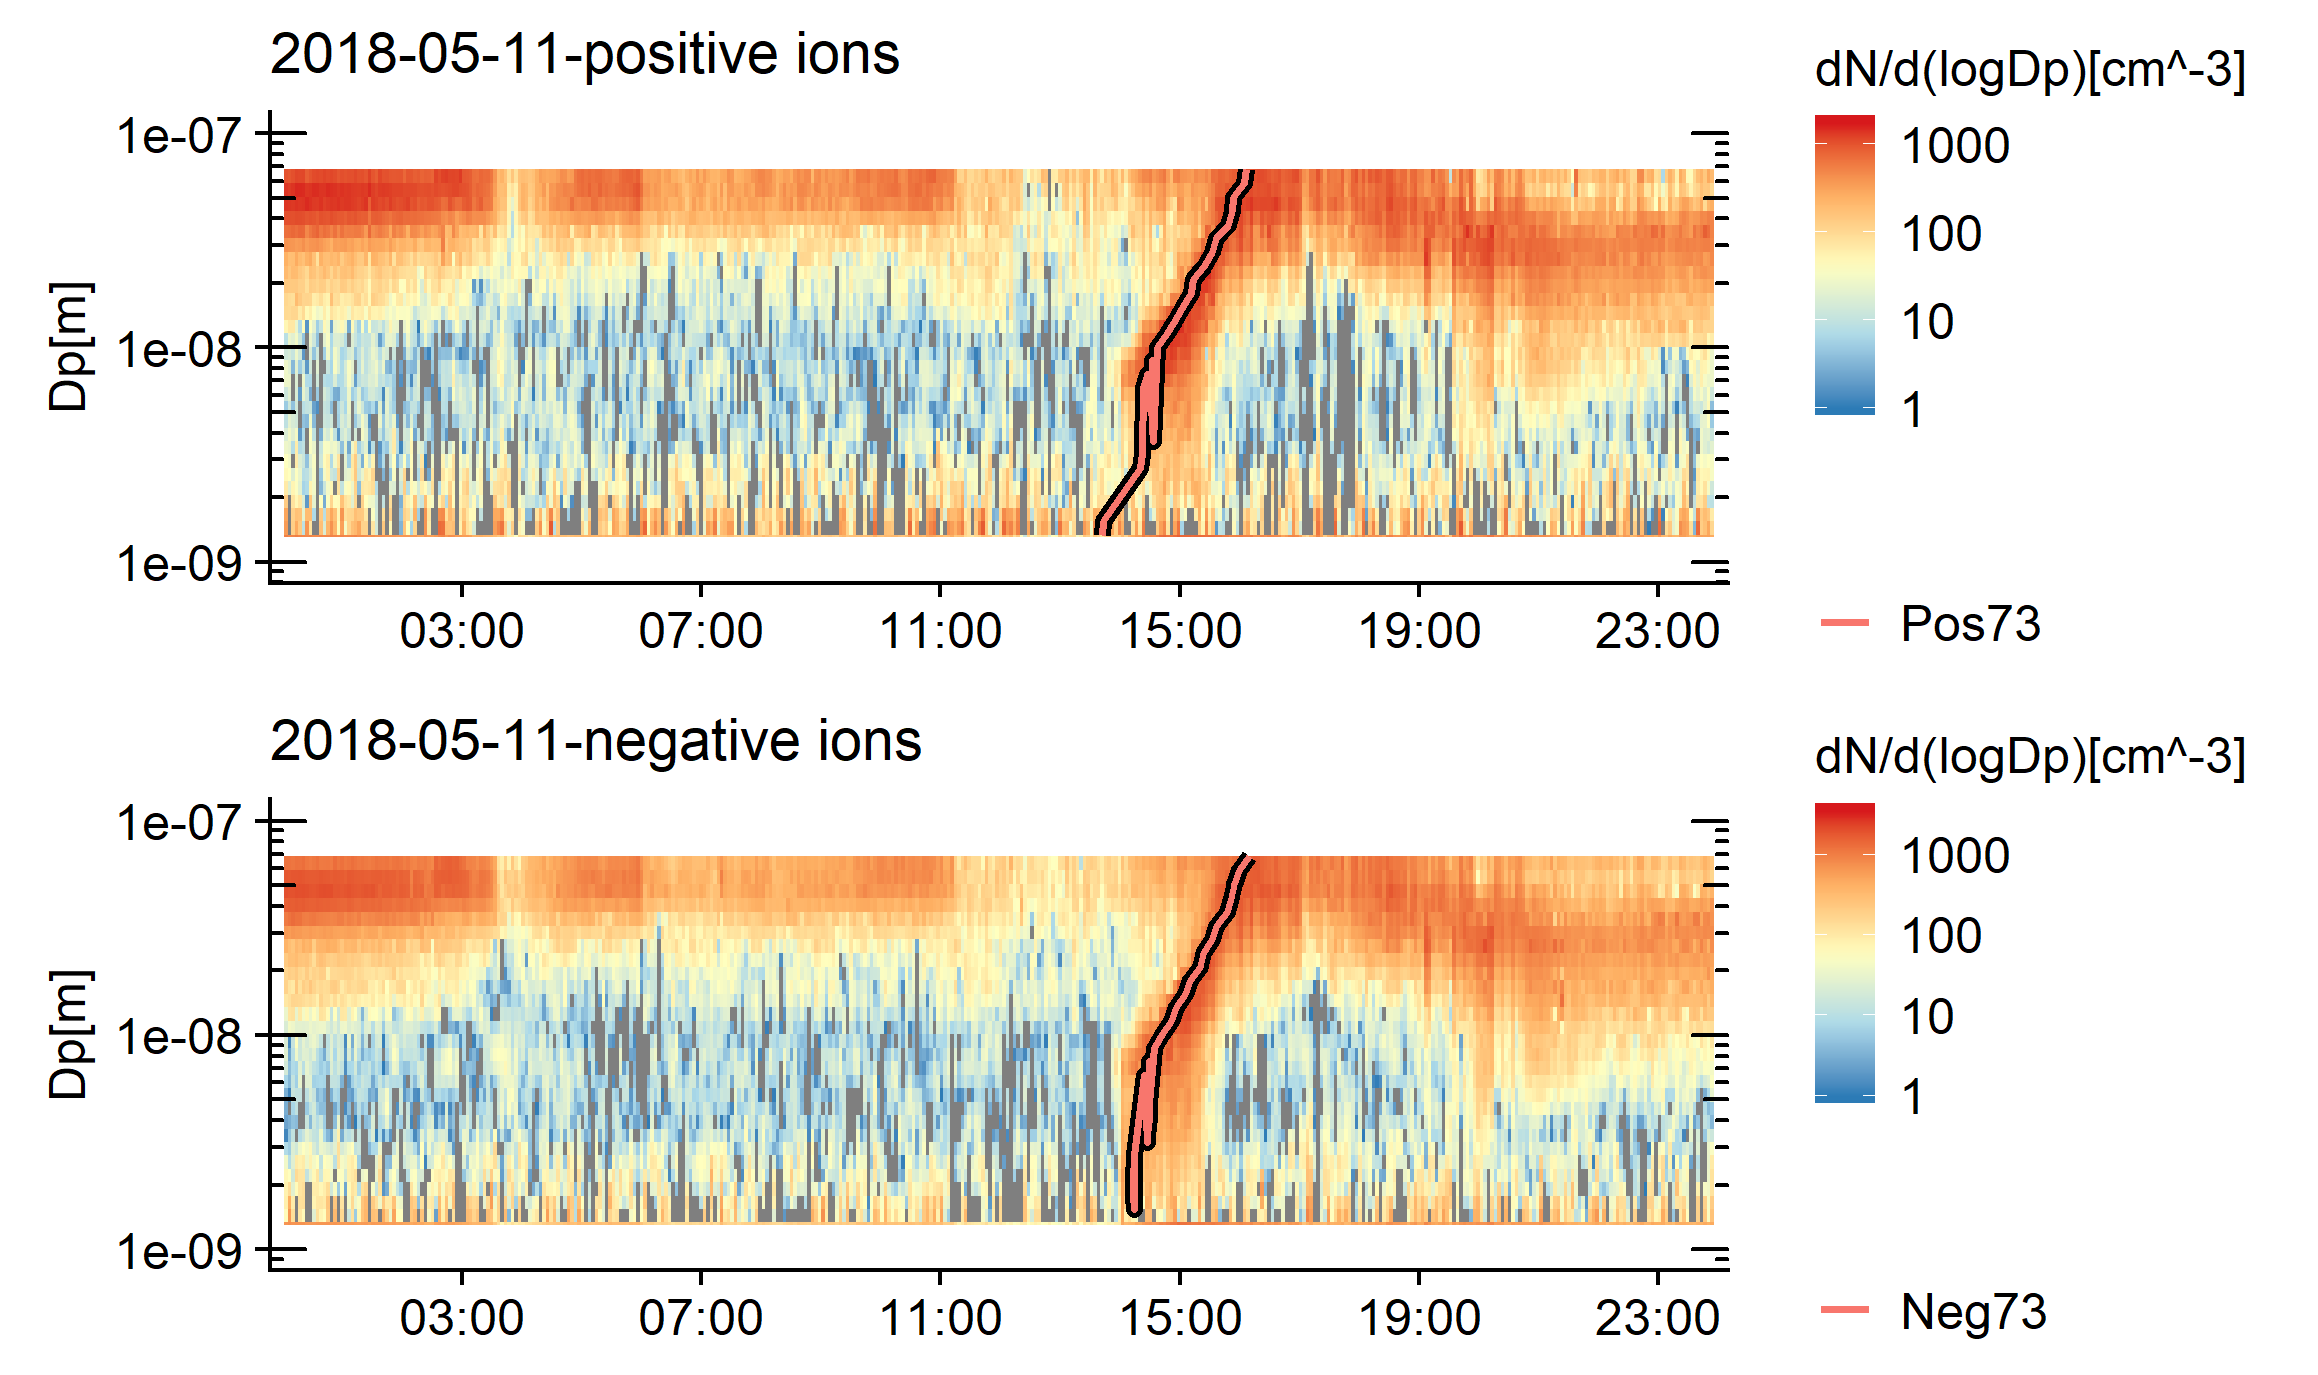 2018-05-11-positive ions
dN/d(logDp)[cm^-3]
1e-07
1e-08
1e-09
Dp[m]
1000
100
10
1
03:00 07:00 11:00 15:00 19:00 23:00
Pos73
2018-05-11-negative ions
dN/d(logDp)[cm^-3]
1e-07
1e-08
1e-09
Dp[m]
1000
100
10
1
03:00 07:00 11:00 15:00 19:00 23:00
Neg73